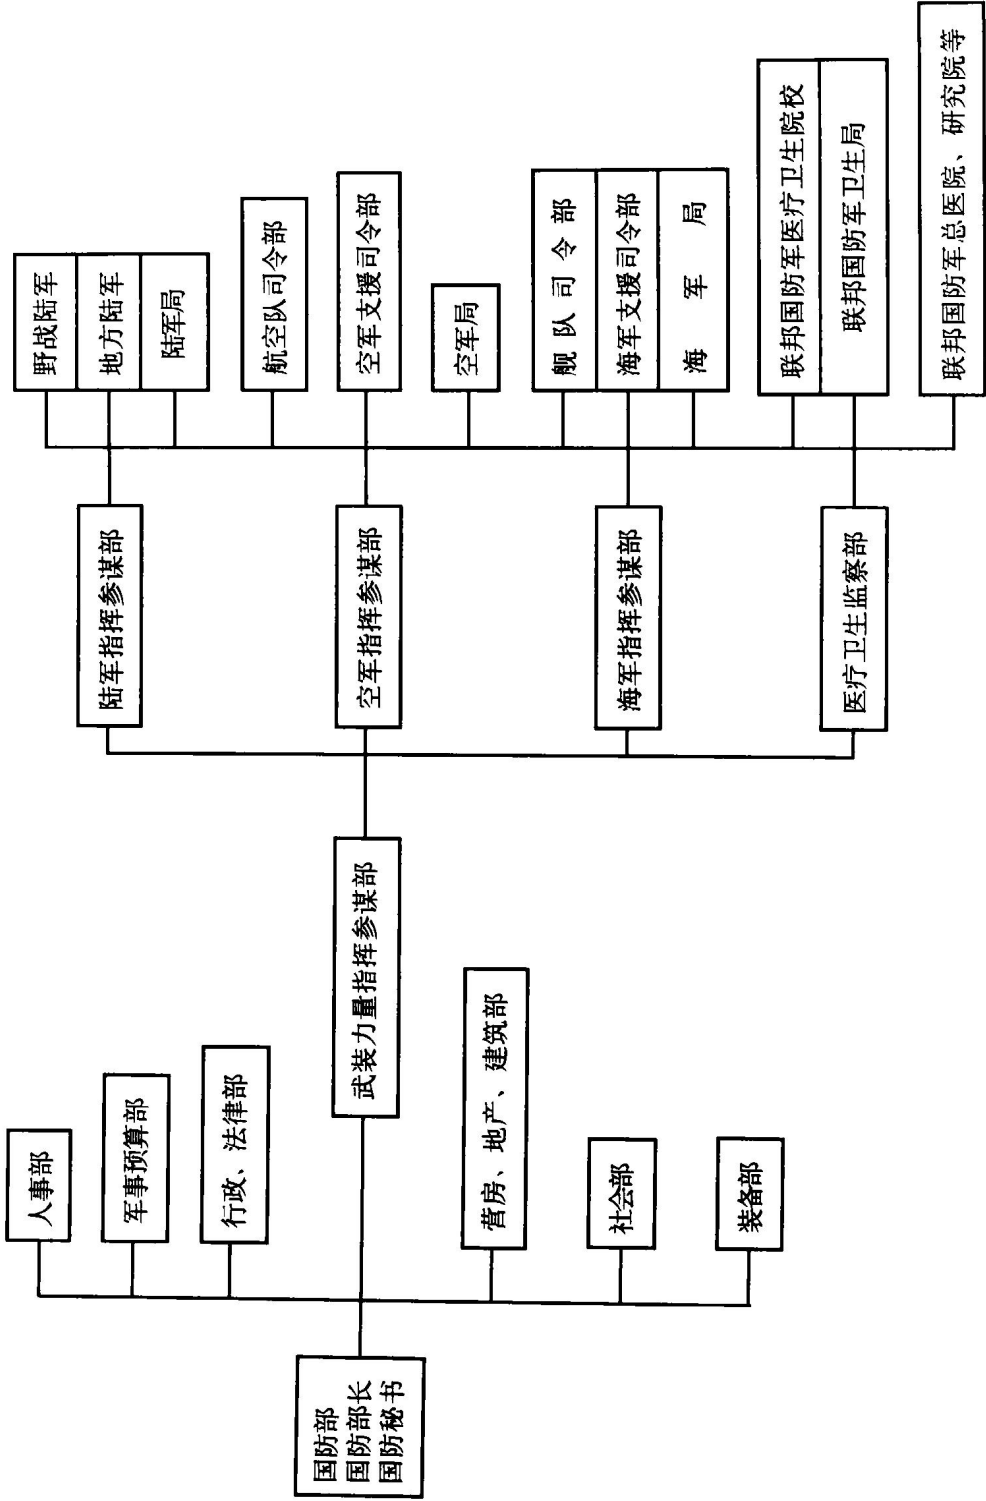 国防部
国防部长
国防秘书
人事部
军事预算部
行政、法律部
武装力量指挥参谋部
营房、地产、建筑部
社会部
装备部
陆军指挥参谋部
空军指挥参谋部
海军指挥参谋部
医疗卫生监察部
野战陆军
地方陆军
陆军局
航空队司令部
空军支援司令部
空军局
舰队司令部
海军支援司令部
海军局
联邦国防军医疗卫生院校
联邦国防军卫生局
联邦国防军总医院、研究院等